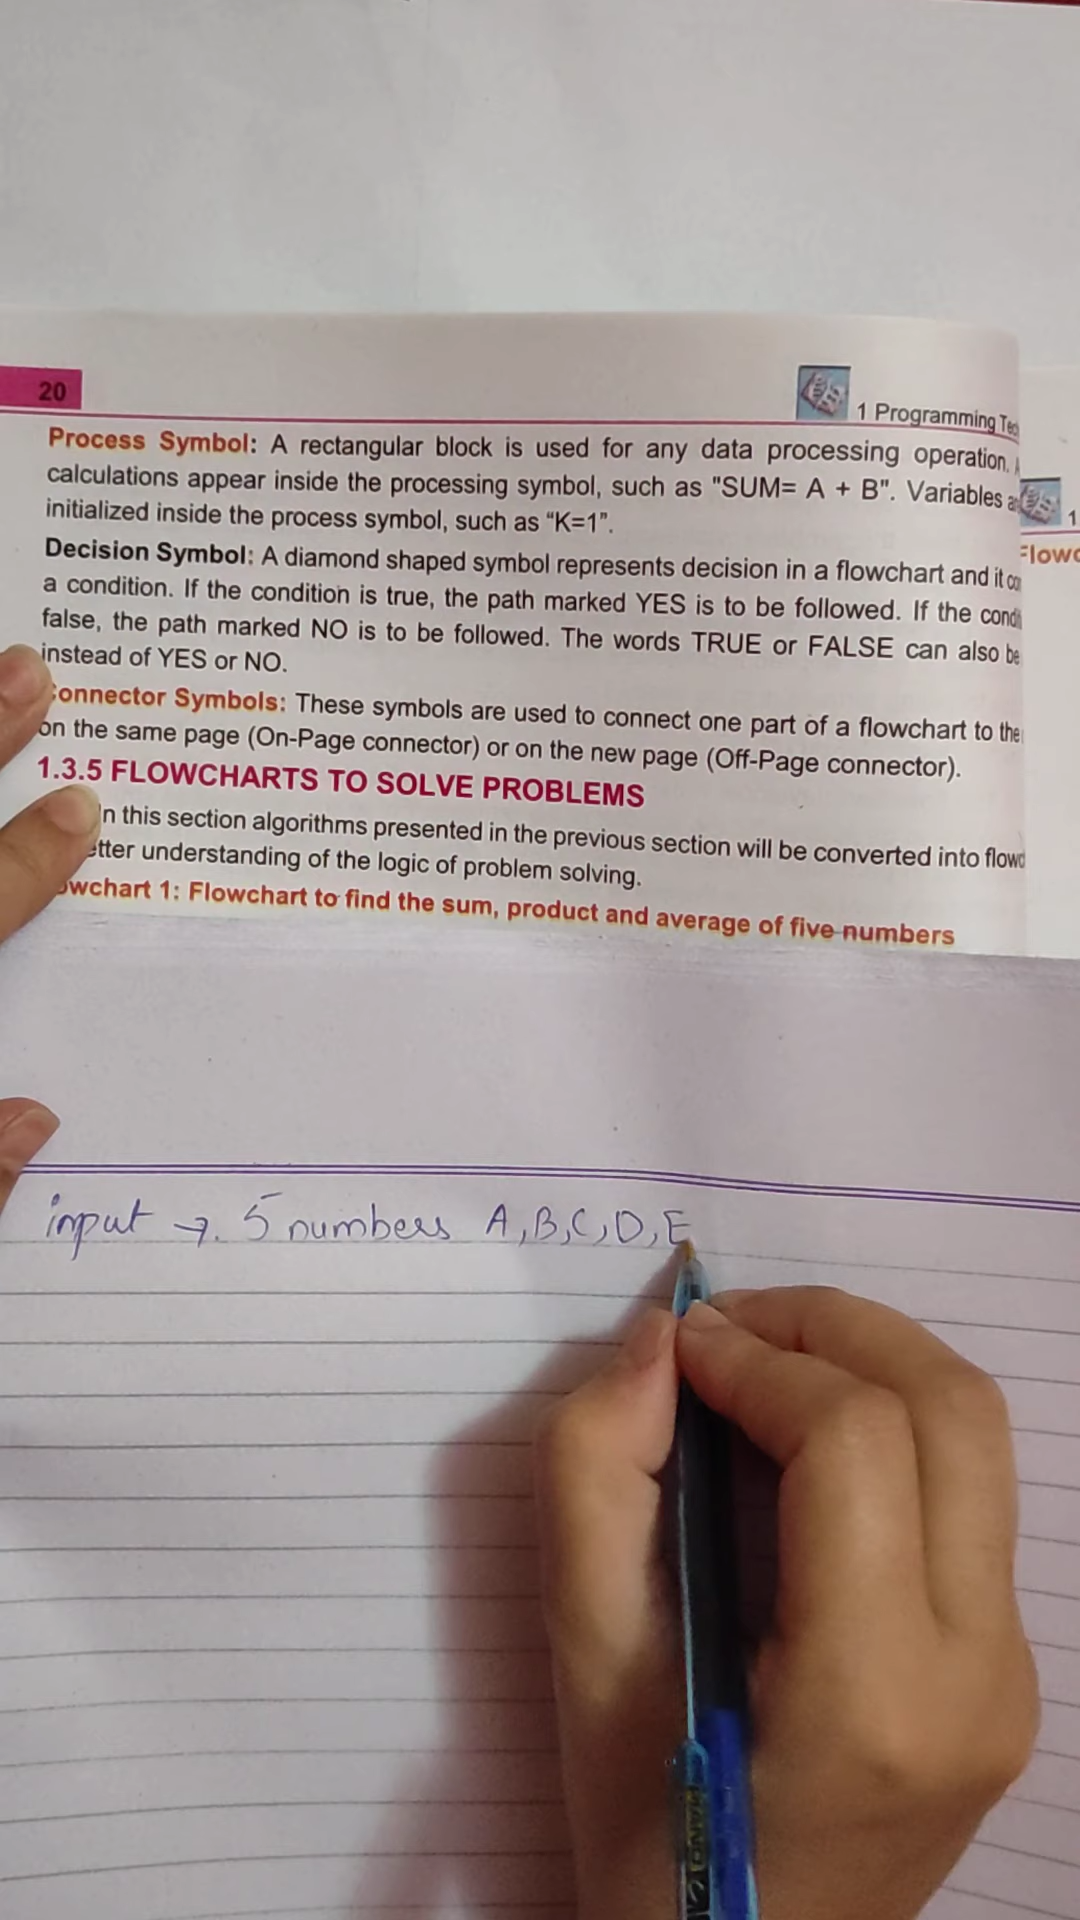 20
1 Programming
Process Symbol: A rectangular block is used for any data processing operation.
calculations appear inside the processing symbol, such as "SUM= A + B". Variables
initialized inside the process symbol, such as “K=1”.
Decision Symbol: A diamond shaped symbol represents decision in a flowchart and it
a condition. If the condition is true, the path marked YES is to be followed. If the
false, the path marked NO is to be followed. The words TRUE or FALSE can also be
instead of YES or NO.
onnector Symbols: These symbols are used to connect one part of a flowchart to the
on the same page (On-Page connector) or on the new page (Off-Page connector).
1.3.5 FLOWCHARTS TO SOLVE PROBLEMS
In this section algorithms presented in the previous section will be converted into
etter understanding of the logic of problem solving.
owchart 1: Flowchart to find the sum, product and average of five numbers
1
Flow
input → 5 numbers A, B, C, D, E